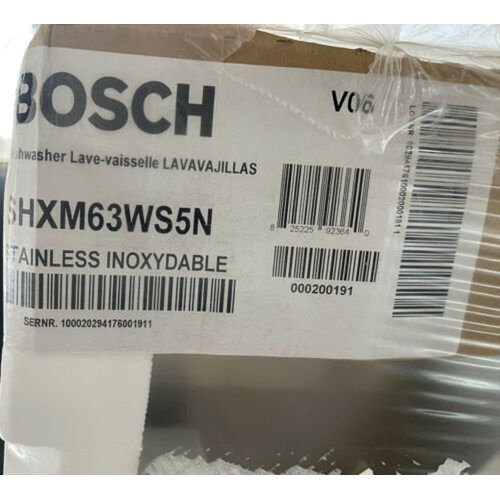 BOSCH
V06
shwasher Lave-vaisselle LAVAVAJILLAS
SHXM63WS5N
STAINLESS INOXYDABLE
8 25225 92364 0
000200191
SERNR. 100020294176001911